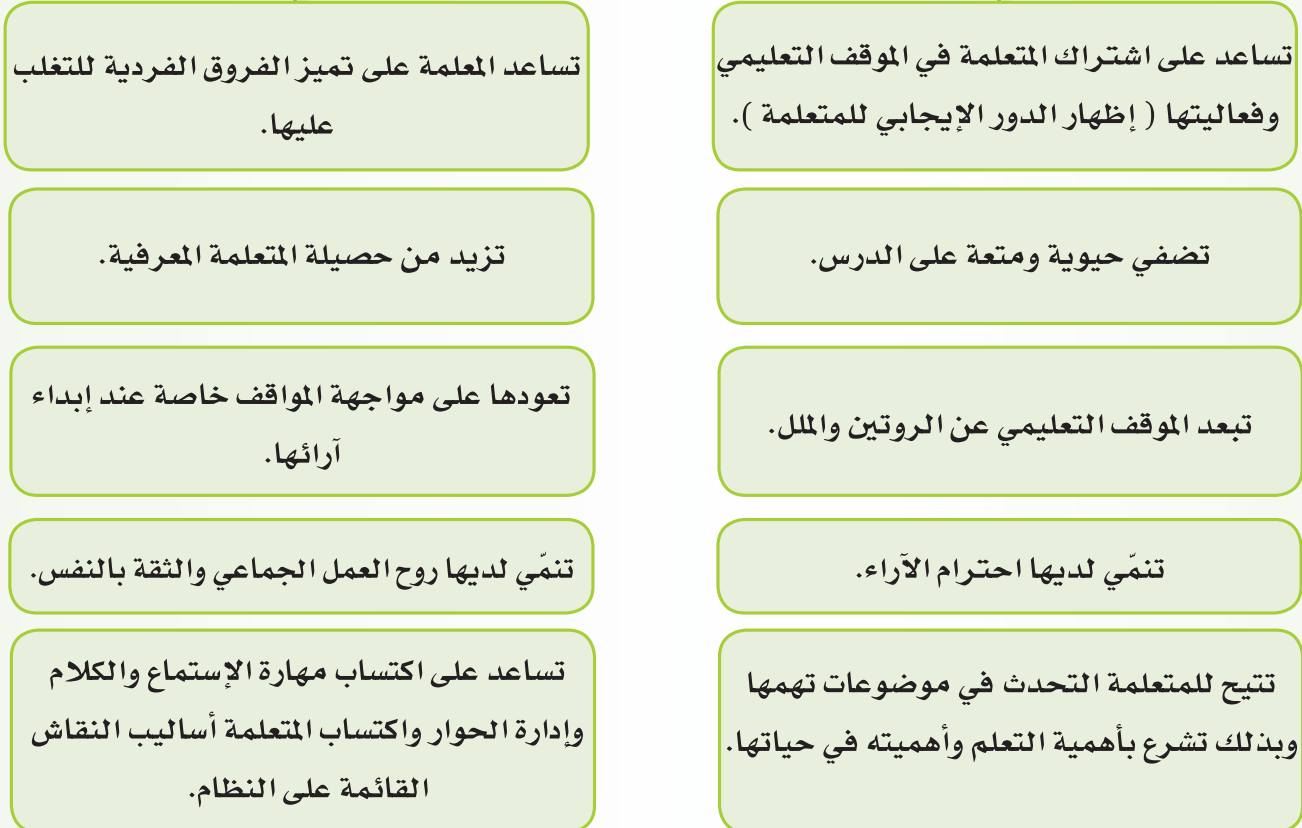 تساعد على اشتراك المتعلمة في الموقف التعليمي
وفعاليتها ( إظهار الدور الإيجابي للمتعلمة ).
تساعد المعلمة على تميز الفروق الفردية للتغلب
عليها.
تضفي حيوية ومتعة على الدرس.
تزيد من حصيلة المتعلمة المعرفية.
تبعد الموقف التعليمي عن الروتين والملل.
تعودها على مواجهة المواقف خاصة عند إبداء
آرائها.
تنمّي لديها احترام الآراء.
تنمّي لديها روح العمل الجماعي والثقة بالنفس.
تتيح للمتعلمة التحدث في موضوعات تهمها
وبذلك تشرع بأهمية التعلم وأهميته في حياتها.
تساعد على اكتساب مهارة الإستماع والكلام
وإدارة الحوار واكتساب المتعلمة أساليب النقاش
القائمة على النظام.